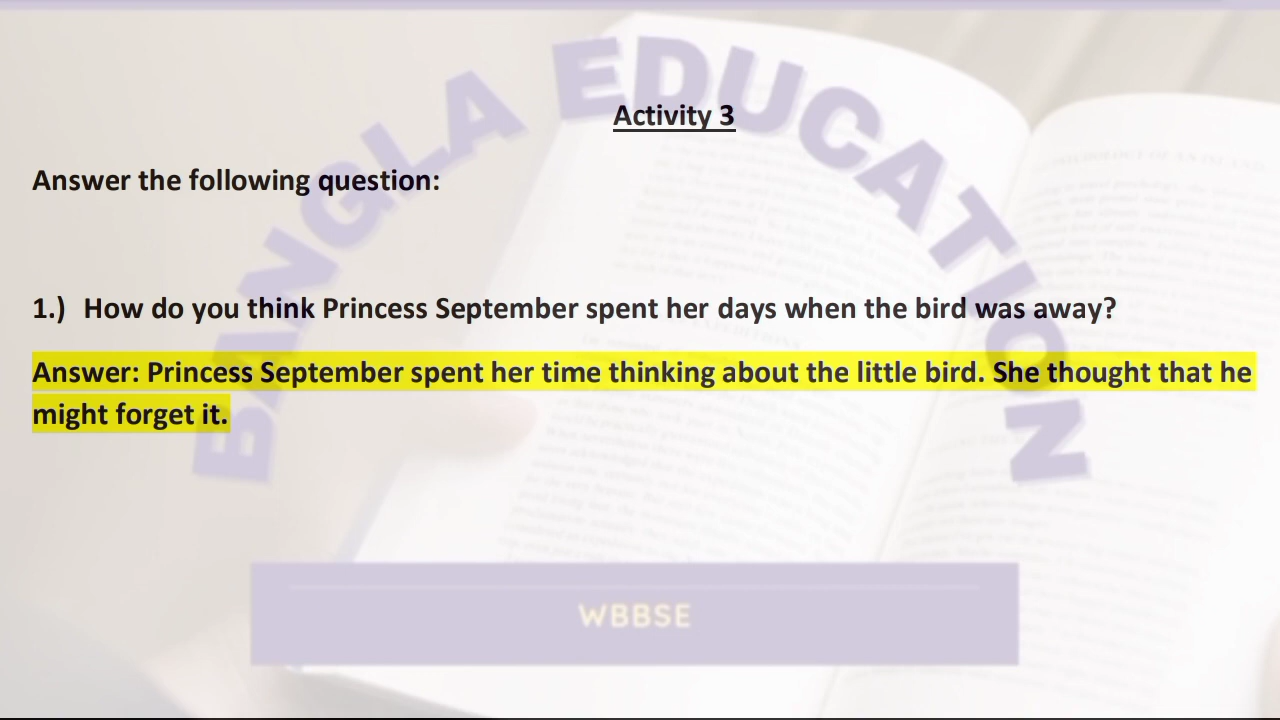 BANGLA EDUCATION
Activity 3
Answer the following question:
1.) How do you think Princess September spent her days when the bird was away?
Answer: Princess September spent her time thinking about the little bird. She thought that he
might forget it.
WBBSE